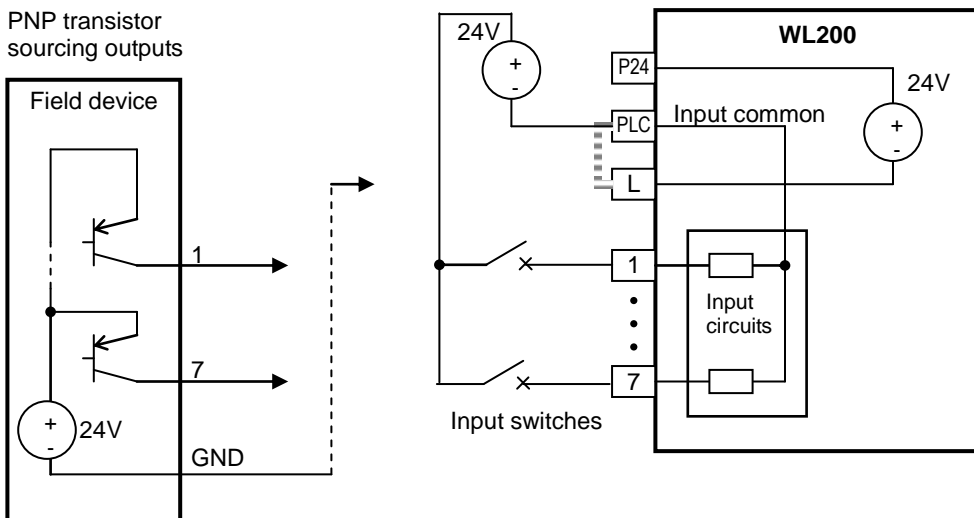 PNP transistor
sourcing outputs
Field device
1
7
+
-
24V
GND
24V
+
-
WL200
P24
PLC
L
Input common
24V
+
-
1
7
Input
circuits
Input switches